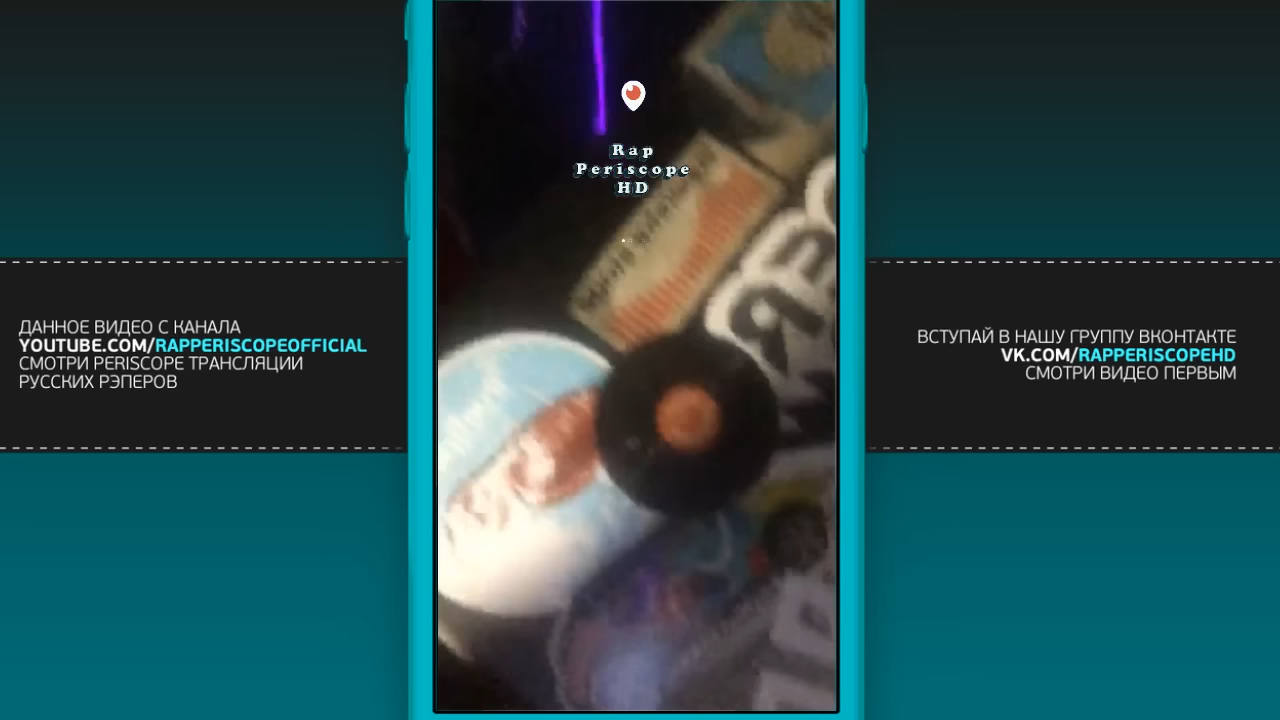 Rap
Periscope
HD
ДАННОЕ ВИДЕО С КАНАЛА
YOUTUBE.COM/RAPPERISCOPEOFFICIAL
СМОТРИ PERISCOPE ТРАНСЛЯЦИИ
РУССКИХ РЭПЕРОВ
ВСТУПАЙ В НАШУ ГРУППУ ВКОНТАКТЕ
VK.COM/RAPPERISCOPEHD
СМОТРИ ВИДЕО ПЕРВЫМ